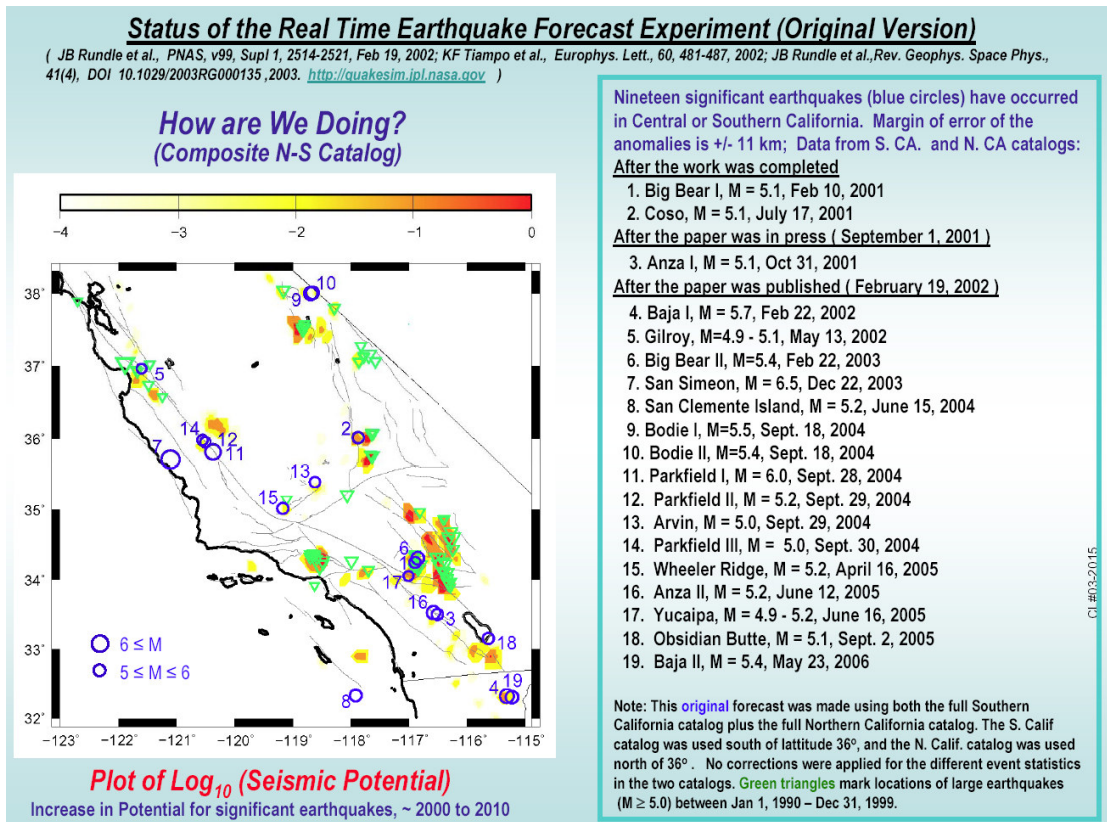 Status of the Real Time Earthquake Forecast Experiment (Original Version)
( JB Rundle et al., PNAS, v99, Supl 1, 2514-2521, Feb 19, 2002; KF Tiampo et al., Europhys. Lett., 60, 481-487, 2002; JB Rundle et al.,Rev. Geophys. Space Phys.,
41(4), DOI 10.1029/2003RG000135 ,2003. http://quakesim.jpl.nasa.gov )
How are We Doing?
(Composite N-S Catalog)
−4 −3 −2 −1 0
38˚
37˚
36˚
35˚
34˚
33˚
32˚
−123˚ −122˚ −121˚ −120˚ −119˚ −118˚ −117˚ −116˚ −115˚
10
9
5
2
14
12
7
11
13
15
6
1
17
16
3
18
8
4
19
6 ≤ M
5 ≤ M ≤ 6
Plot of Log10 (Seismic Potential)
Increase in Potential for significant earthquakes, ~ 2000 to 2010
Nineteen significant earthquakes (blue circles) have occurred
in Central or Southern California. Margin of error of the
anomalies is +/- 11 km; Data from S. CA. and N. CA catalogs:
After the work was completed
1. Big Bear I, M = 5.1, Feb 10, 2001
2. Coso, M = 5.1, July 17, 2001
After the paper was in press ( September 1, 2001 )
3. Anza I, M = 5.1, Oct 31, 2001
After the paper was published ( February 19, 2002 )
4. Baja I, M = 5.7, Feb 22, 2002
5. Gilroy, M=4.9 - 5.1, May 13, 2002
6. Big Bear II, M=5.4, Feb 22, 2003
7. San Simeon, M = 6.5, Dec 22, 2003
8. San Clemente Island, M = 5.2, June 15, 2004
9. Bodie I, M=5.5, Sept. 18, 2004
10. Bodie II, M=5.4, Sept. 18, 2004
11. Parkfield I, M = 6.0, Sept. 28, 2004
12. Parkfield II, M = 5.2, Sept. 29, 2004
13. Arvin, M = 5.0, Sept. 29, 2004
14. Parkfield III, M = 5.0, Sept. 30, 2004
15. Wheeler Ridge, M = 5.2, April 16, 2005
16. Anza II, M = 5.2, June 12, 2005
17. Yucaipa, M = 4.9 - 5.2, June 16, 2005
18. Obsidian Butte, M = 5.1, Sept. 2, 2005
19. Baja II, M = 5.4, May 23, 2006
Note: This original forecast was made using both the full Southern
California catalog plus the full Northern California catalog. The S. Calif
catalog was used south of lattitude 36º, and the N. Calif. catalog was used
north of 36º . No corrections were applied for the different event statistics
in the two catalogs. Green triangles mark locations of large earthquakes
(M ≥ 5.0) between Jan 1, 1990 – Dec 31, 1999.
CL#03-2015